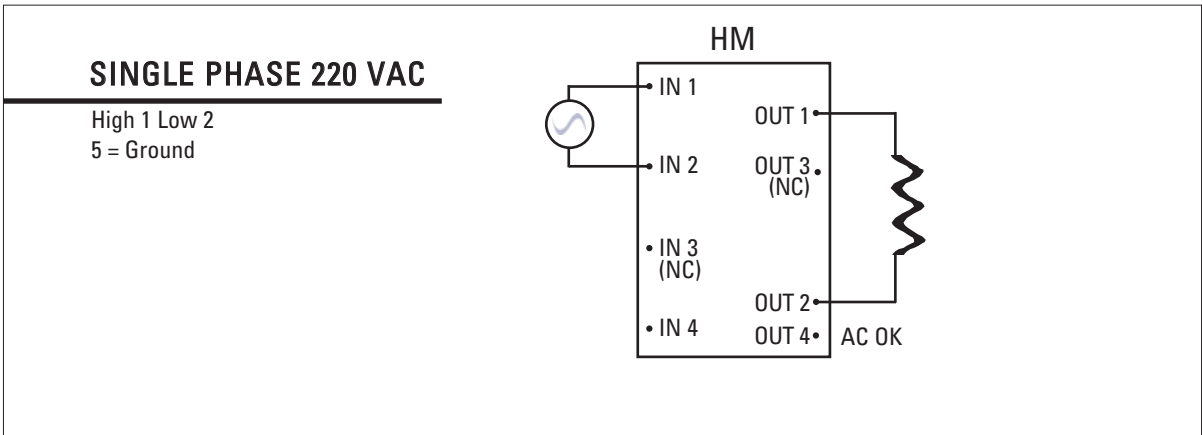 SINGLE PHASE 220 VAC
High 1 Low 2
5 = Ground
HM
IN 1
IN 2
IN 3
(NC)
IN 4
OUT 1
OUT 3
(NC)
OUT 2
OUT 4
AC OK